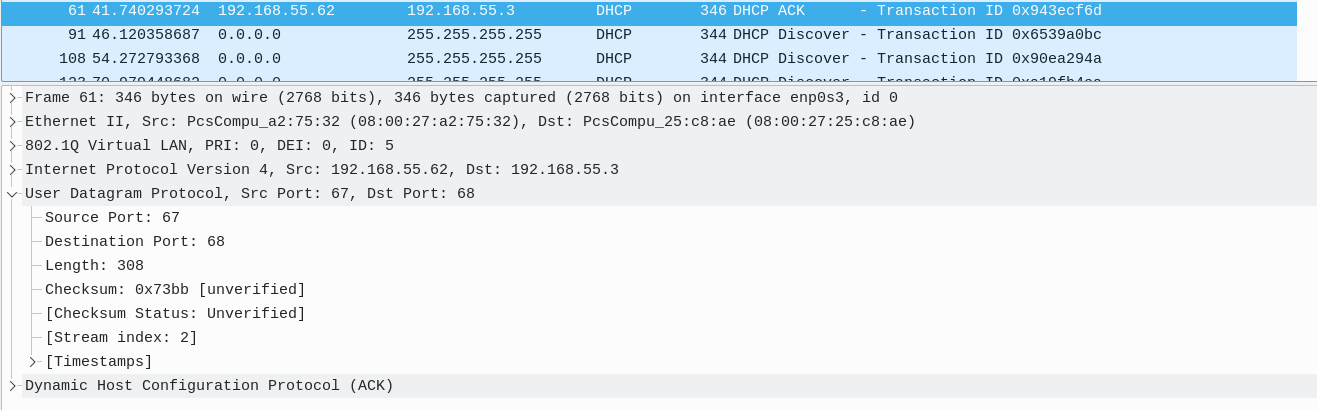 61 41.740293724 192.168.55.62 192.168.55.3 DHCP 346 DHCP ACK - Transaction ID 0x943ecf6d
91 46.120358687 0.0.0.0 255.255.255.255 DHCP 344 DHCP Discover - Transaction ID 0x6539a0bc
108 54.272793368 0.0.0.0 255.255.255.255 DHCP 344 DHCP Discover - Transaction ID 0x90ea294a
0.0.0.0 255.255.255.255 DHCP 344 DHCP Discover - Transaction ID
Frame 61: 346 bytes on wire (2768 bits), 346 bytes captured (2768 bits) on interface enp0s3, id 0
Ethernet II, Src: PcsCompu_a2:75:32 (08:00:27:a2:75:32), Dst: PcsCompu_25:c8:ae (08:00:27:25:c8:ae)
802.1Q Virtual LAN, PRI: 0, DEI: 0, ID: 5
Internet Protocol Version 4, Src: 192.168.55.62, Dst: 192.168.55.3
User Datagram Protocol, Src Port: 67, Dst Port: 68
Source Port: 67
Destination Port: 68
Length: 308
Checksum: 0x73bb [unverified]
[Checksum Status: Unverified]
[Stream index: 2]
[Timestamps]
Dynamic Host Configuration Protocol (ACK)